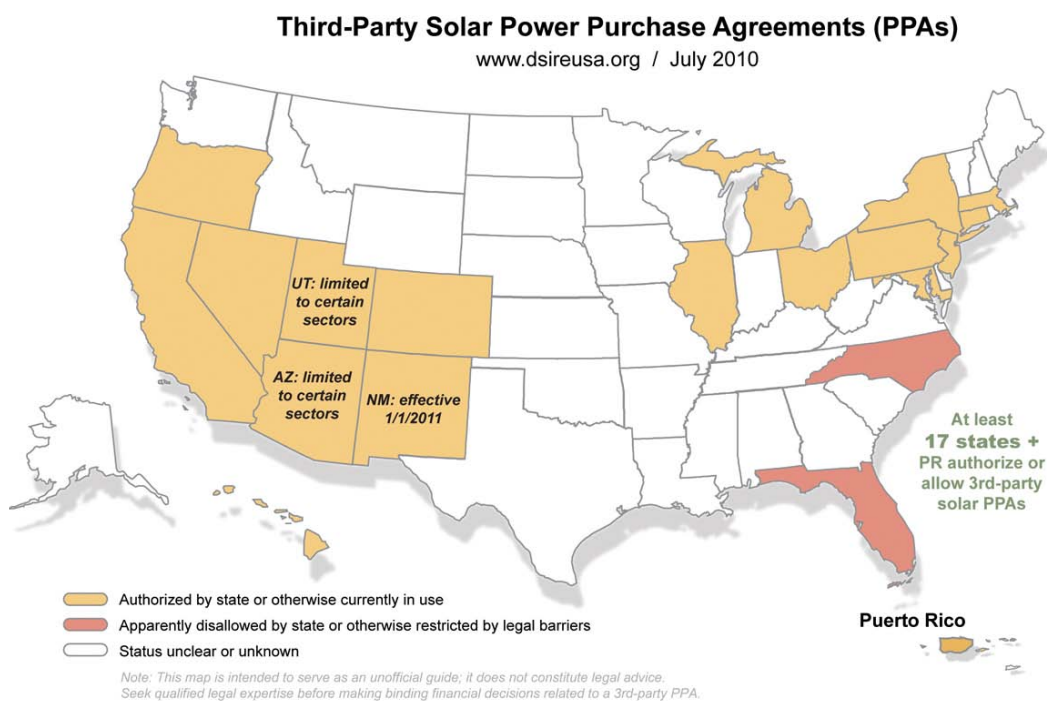 Third-Party Solar Power Purchase Agreements (PPAs)
www.dsireusa.org / July 2010
UT: limited
to certain
sectors
AZ: limited
to certain
sectors
NM: effective
1/1/2011
At least
17 states +
PR authorize or
allow 3rd-party
solar PPAs
Authorized by state or otherwise currently in use
Apparently disallowed by state or otherwise restricted by legal barriers
Status unclear or unknown
Puerto Rico
Note: This map is intended to serve as an unofficial guide; it does not constitute legal advice.
Seek qualified legal expertise before making binding financial decisions related to a 3rd-party PPA.